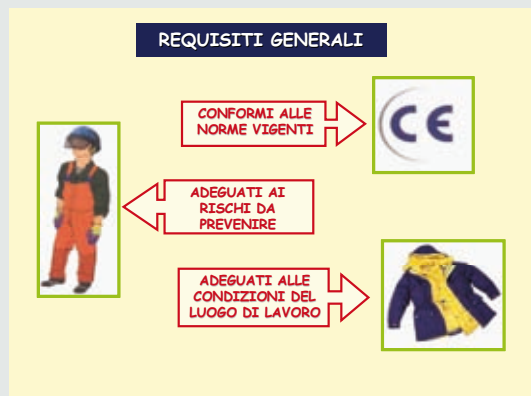 REQUISITI GENERALI
CONFORMI ALLE
NORME VIGENTI
CE
ADEGUATI AI
RISCHI DA
PREVENIRE
ADEGUATI ALLE
CONDIZIONI DEL
LUOGO DI LAVORO